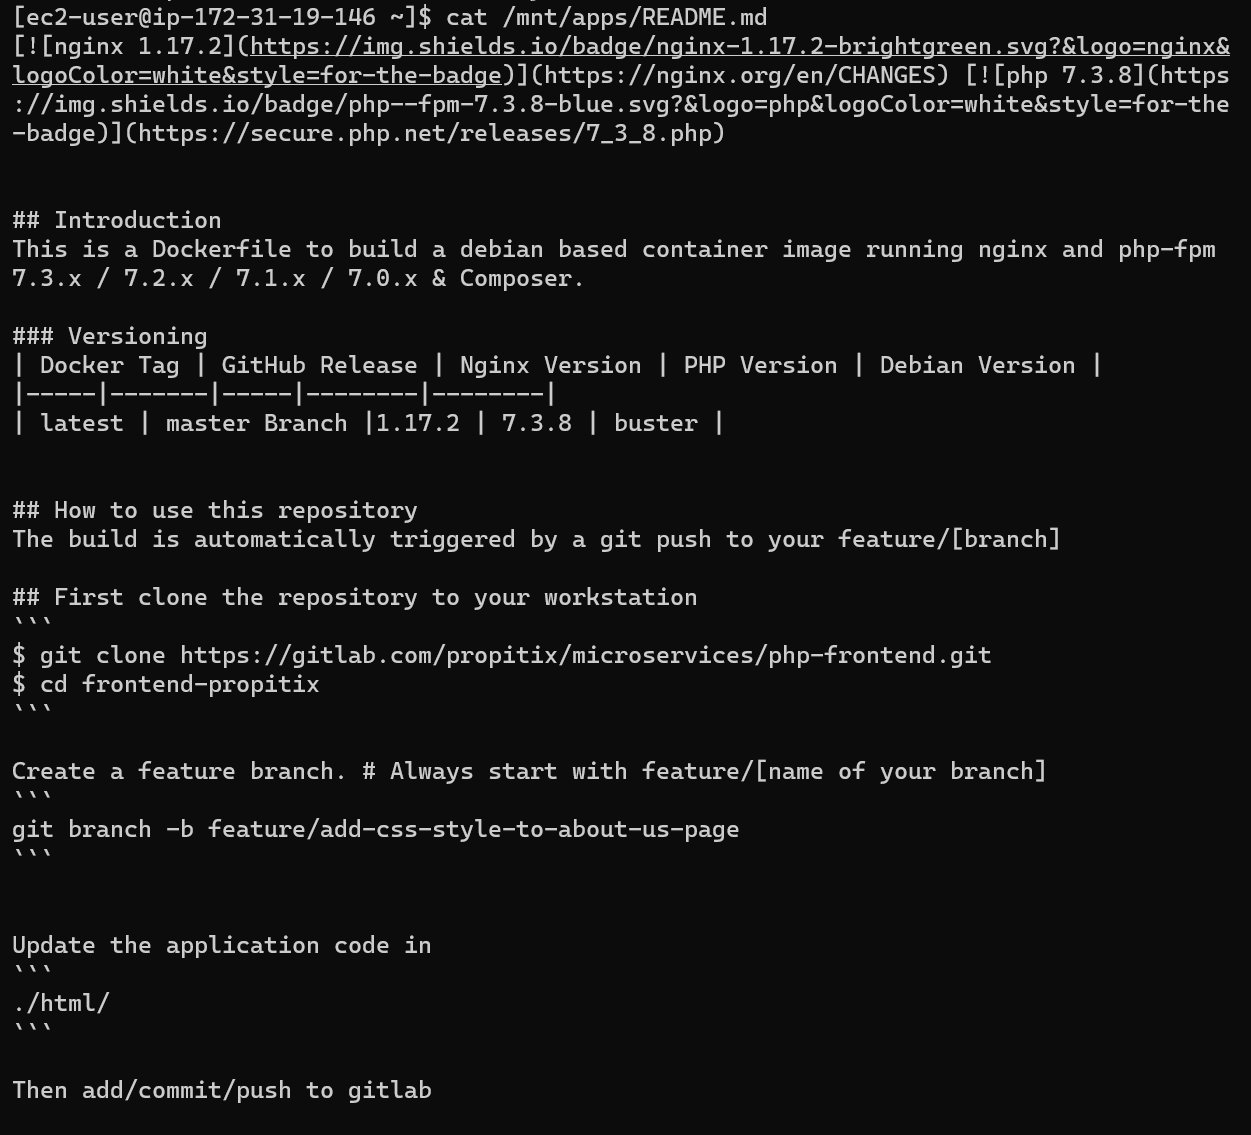 [ec2-user@ip-172-31-19-146 ~]$ cat /mnt/apps/README.md
[![nginx 1.17.2](https://img.shields.io/badge/nginx-1.17.2-brightgreen.svg?&logo=nginx&
logoColor=white&style=for-the-badge)](https://nginx.org/en/CHANGES) [![php 7.3.8](https
://img.shields.io/badge/php--fpm-7.3.8-blue.svg?&logo=php&logoColor=white&style=for-the
-badge)](https://secure.php.net/releases/7_3_8.php)
## Introduction
This is a Dockerfile to build a debian based container image running nginx and php-fpm
7.3.x / 7.2.x / 7.1.x / 7.0.x & Composer.
### Versioning
| Docker Tag | GitHub Release | Nginx Version | PHP Version | Debian Version |
|-----|-------|-----|--------|--------|
| latest | master Branch |1.17.2 | 7.3.8 | buster |
## How to use this repository
The build is automatically triggered by a git push to your feature/[branch]
## First clone the repository to your workstation
```
$ git clone https://gitlab.com/propitix/microservices/php-frontend.git
$ cd frontend-propitix
```
Create a feature branch. # Always start with feature/[name of your branch]
```
git branch -b feature/add-css-style-to-about-us-page
```
Update the application code in
```
./html/
```
Then add/commit/push to gitlab